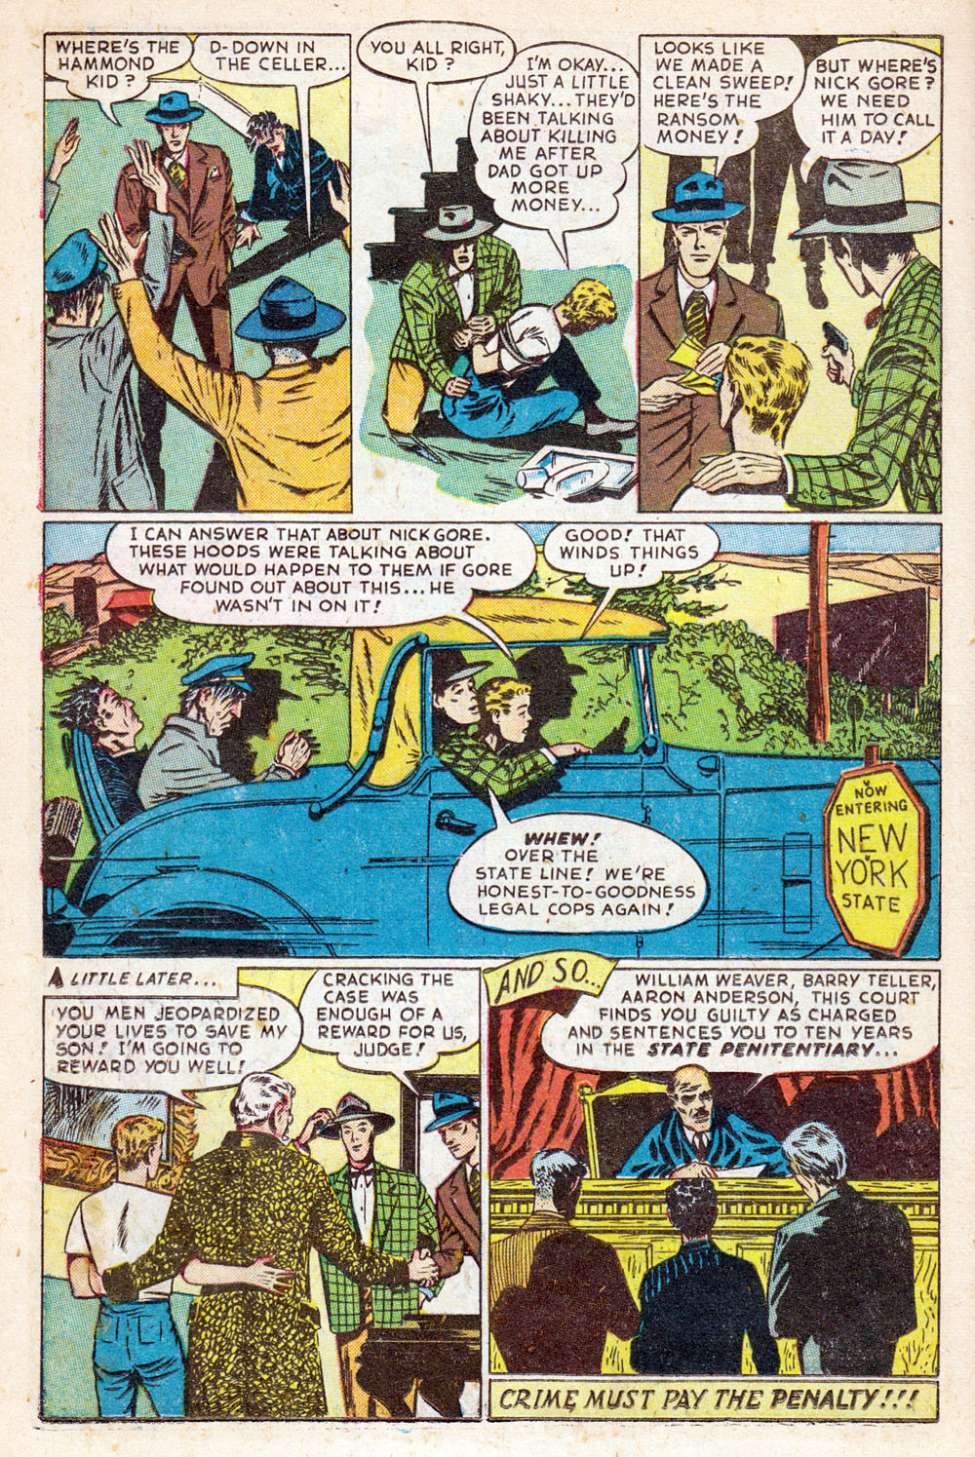 WHERE'S THE
HAMMOND
KID?
D-DOWN IN
THE CELLER...
YOU ALL RIGHT,
KID?
I'M OKAY...
JUST A LITTLE
SHAKY...THEY'D
BEEN TALKING
ABOUT KILLING
ME AFTER
DAD GOT UP
MORE
MONEY...
LOOKS LIKE
WE MADE A
CLEAN SWEEP!
HERE'S THE
RANSOM
MONEY!
BUT WHERE'S
NICK GORE?
WE NEED
HIM TO CALL
IT A DAY!
I CAN ANSWER THAT ABOUT NICK GORE.
THESE HOODS WERE TALKING ABOUT
WHAT WOULD HAPPEN TO THEM IF GORE
FOUND OUT ABOUT THIS...HE
WASN'T IN ON IT!
GOOD! THAT
WINDS THINGS
UP!
WHEW!
OVER THE
STATE LINE! WE'RE
HONEST-TO-GOODNESS
LEGAL COPS AGAIN!
NOW
ENTERING
NEW
YORK
STATE
A LITTLE LATER...
YOU MEN JEOPARDIZED
YOUR LIVES TO SAVE MY
SON! I'M GOING TO
REWARD YOU WELL!
CRACKING THE
CASE WAS
ENOUGH OF A
REWARD FOR US,
JUDGE!
AND SO...
WILLIAM WEAVER, BARRY TELLER,
AARON ANDERSON, THIS COURT
FINDS YOU GUILTY AS CHARGED
AND SENTENCES YOU TO TEN YEARS
IN THE STATE PENITENTIARY...
CRIME MUST PAY THE PENALTY!!!